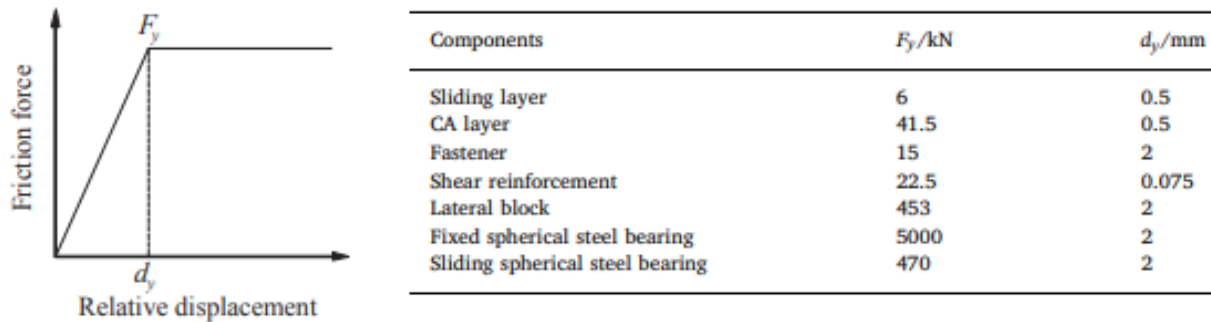 Friction force
F_y
d_y
Relative displacement
Components F_y/kN d_y/mm
Sliding layer 6 0.5
CA layer 41.5 0.5
Fastener 15 2
Shear reinforcement 22.5 0.075
Lateral block 453 2
Fixed spherical steel bearing 5000 2
Sliding spherical steel bearing 470 2